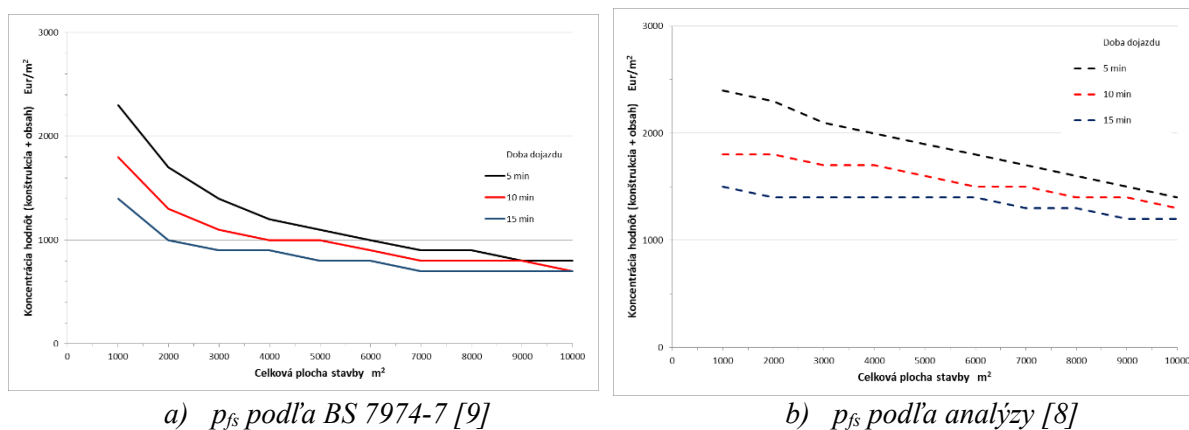 3000
2000
1000
0
Koncentrácia hodnôt (konštrukcia + obsah) Eur/m²
Doba dojazdu
5 min
10 min
15 min
0 1000 2000 3000 4000 5000 6000 7000 8000 9000 10000
Celková plocha stavby m²
a) pfs podľa BS 7974-7 [9]
3000
2000
1000
0
Koncentrácia hodnôt (konštrukcia + obsah) Eur/m²
Doba dojazdu
5 min
10 min
15 min
0 1000 2000 3000 4000 5000 6000 7000 8000 9000 10000
Celková plocha stavby m²
b) pfs podľa analýzy [8]